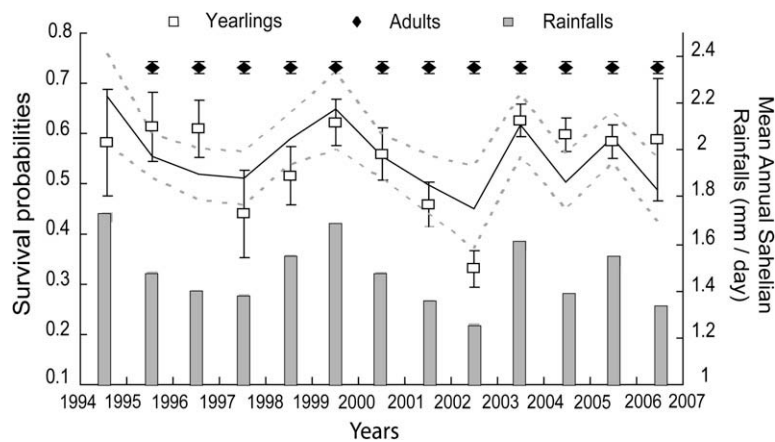 Yearlings Adults Rainfalls
Survival probabilities
0.8
0.7
0.6
0.5
0.4
0.3
0.2
0.1
2.4
2.2
2
1.8
1.6
1.4
1.2
1
Mean Annual Sahelian
Rainfalls (mm / day)
1994 1995 1996 1997 1998 1999 2000 2001 2002 2003 2004 2005 2006 2007
Years